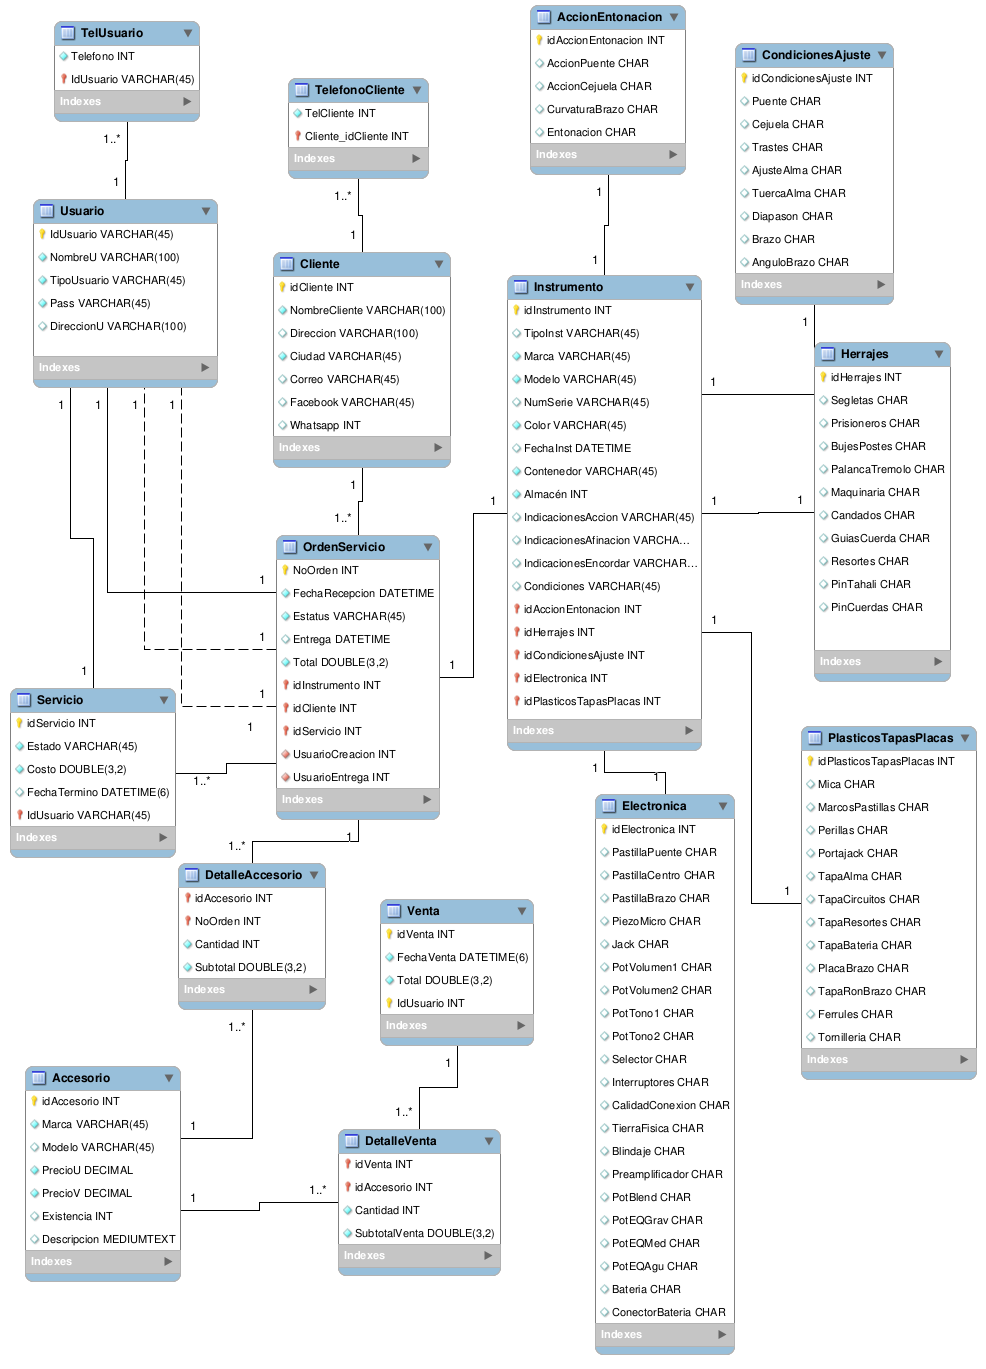 TelUsuario
Telefono INT
IdUsuario VARCHAR(45)
Indexes
1..*
1
Usuario
IdUsuario VARCHAR(45)
NombreU VARCHAR(100)
TipoUsuario VARCHAR(45)
Pass VARCHAR(45)
DireccionU VARCHAR(100)
Indexes
1
1
1
1
TelefonoCliente
TelCliente INT
Cliente_idCliente INT
Indexes
1..*
1
Cliente
idCliente INT
NombreCliente VARCHAR(100)
Direccion VARCHAR(100)
Ciudad VARCHAR(45)
Correo VARCHAR(45)
Facebook VARCHAR(45)
Whatsapp INT
Indexes
1
1..*
AccionEntonacion
idAccionEntonacion INT
AccionPuente CHAR
AccionCejuela CHAR
CurvaturaBrazo CHAR
Entonacion CHAR
Indexes
1
1
CondicionesAjuste
idCondicionesAjuste INT
Puente CHAR
Cejuela CHAR
Trastes CHAR
AjusteAlma CHAR
TuercaAlma CHAR
Diapason CHAR
Brazo CHAR
AnguloBrazo CHAR
Indexes
1
Instrumento
idInstrumento INT
TipoInst VARCHAR(45)
Marca VARCHAR(45)
Modelo VARCHAR(45)
NumSerie VARCHAR(45)
Color VARCHAR(45)
FechaInst DATETIME
Contenedor VARCHAR(45)
Almacén INT
IndicacionesAccion VARCHAR(45)
IndicacionesAfinacion VARCHA...
IndicacionesEncordar VARCHAR...
Condiciones VARCHAR(45)
idAccionEntonacion INT
idHerrajes INT
idCondicionesAjuste INT
idElectronica INT
idPlasticosTapasPlacas INT
Indexes
1
1
1
1
1
1
Herrajes
idHerrajes INT
Segletas CHAR
Prisioneros CHAR
BujesPostes CHAR
PalancaTremolo CHAR
Maquinaria CHAR
Candados CHAR
GuiasCuerda CHAR
Resortes CHAR
PinTahali CHAR
PinCuerdas CHAR
Indexes
OrdenServicio
NoOrden INT
FechaRecepcion DATETIME
Estatus VARCHAR(45)
Entrega DATETIME
Total DOUBLE(3,2)
idInstrumento INT
idCliente INT
idServicio INT
UsuarioCreacion INT
UsuarioEntrega INT
Indexes
1
1
1
1
1
1
1..*
Servicio
idServicio INT
Estado VARCHAR(45)
Costo DOUBLE(3,2)
FechaTermino DATETIME(6)
IdUsuario VARCHAR(45)
Indexes
1
1..*
DetalleAccesorio
idAccesorio INT
NoOrden INT
Cantidad INT
Subtotal DOUBLE(3,2)
Indexes
1..*
Venta
idVenta INT
FechaVenta DATETIME(6)
Total DOUBLE(3,2)
IdUsuario INT
Indexes
1
1..*
1
Electronica
idElectronica INT
PastillaPuente CHAR
PastillaCentro CHAR
PastillaBrazo CHAR
PiezoMicro CHAR
Jack CHAR
PotVolumen1 CHAR
PotVolumen2 CHAR
PotTono1 CHAR
PotTono2 CHAR
Selector CHAR
Interruptores CHAR
CalidadConexion CHAR
TierraFisica CHAR
Blindaje CHAR
Preamplificador CHAR
PotBlend CHAR
PotEQGrav CHAR
PotEQMed CHAR
PotEQAgu CHAR
Bateria CHAR
ConectorBateria CHAR
Indexes
1
PlasticosTapasPlacas
idPlasticosTapasPlacas INT
Mica CHAR
MarcosPastillas CHAR
Perillas CHAR
Portajack CHAR
TapaAlma CHAR
TapaCircuitos CHAR
TapaResortes CHAR
TapaBateria CHAR
PlacaBrazo CHAR
TapaRonBrazo CHAR
Ferrules CHAR
Tornilleria CHAR
Indexes
Accesorio
idAccesorio INT
Marca VARCHAR(45)
Modelo VARCHAR(45)
PrecioU DECIMAL
PrecioV DECIMAL
Existencia INT
Descripcion MEDIUMTEXT
Indexes
1
1
1..*
DetalleVenta
idVenta INT
idAccesorio INT
Cantidad INT
SubtotalVenta DOUBLE(3,2)
Indexes